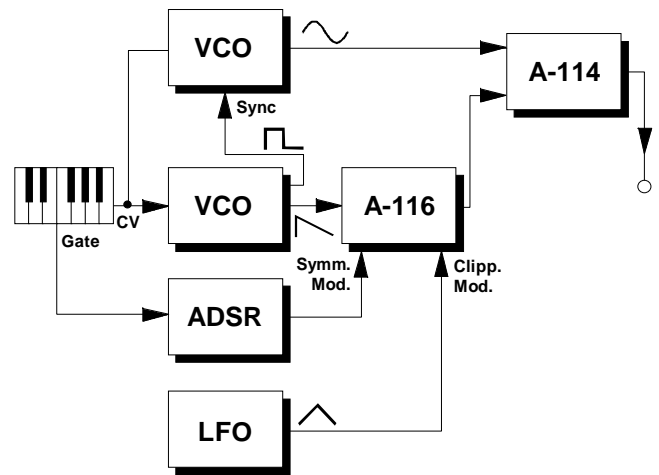 VCO
A-114
Sync
VCO
A-116
CV
Gate
Symm.
Mod.
Clipp.
Mod.
ADSR
LFO